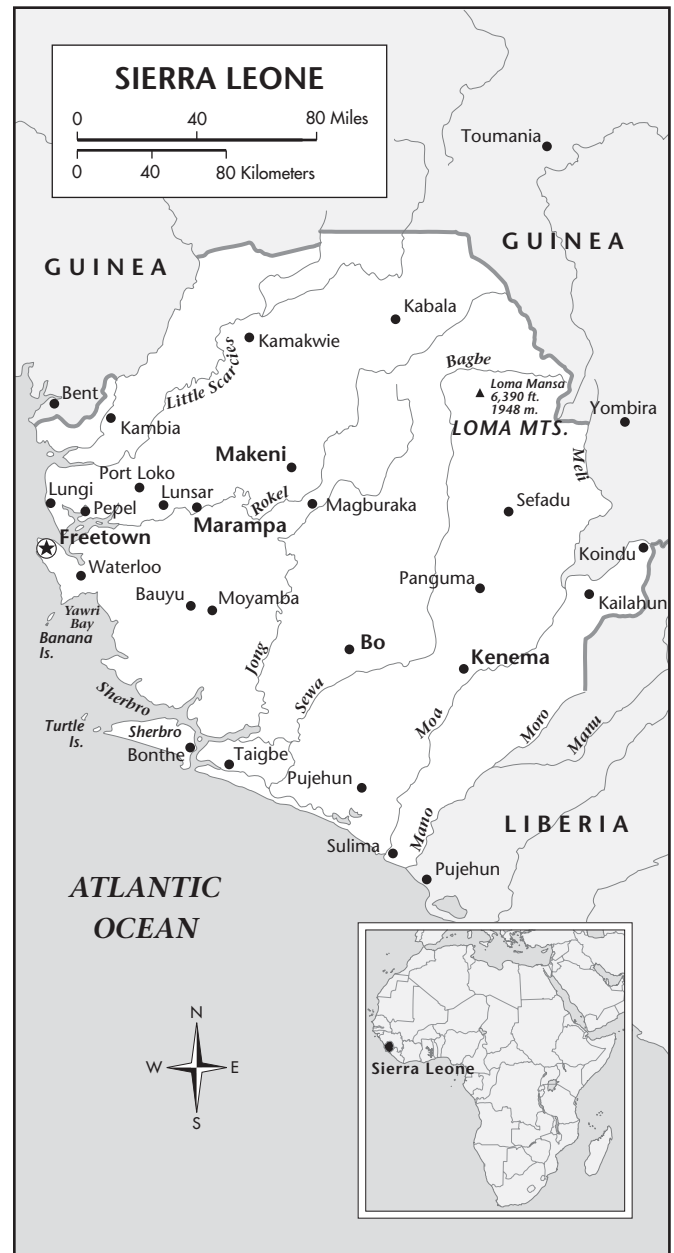 SIERRA LEONE
0 40 80 Miles
0 40 80 Kilometers
Toumania
GUINEA
GUINEA
Kabala
Kamakwie
Little Scarcies
Bagbe
Loma Mansa
6,390 ft.
1948 m.
LOMA MTS.
Bent
Kambia
Yombira
Meli
Makeni
Port Loko
Lungi
Lunsar
Rokel
Pepel
Marampa
Magburaka
Sefadu
Freetown
Koindu
Waterloo
Panguma
Bauyu
Moyamba
Kailahun
Yawri
Bay
Banana
Is.
Bo
Jong
Kenema
Sewa
Sherbro
Moa
Moro
Manu
Turtle
Is.
Sherbro
Bonthe
Taigbe
Pujehun
Mano
LIBERIA
Sulima
Pujehun
ATLANTIC
OCEAN
N
W E
S
Sierra Leone